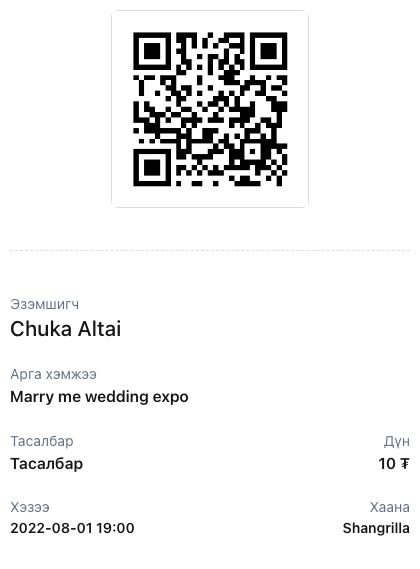 Эзэмшигч
Chuka Altai
Арга хэмжээ
Marry me wedding expo
Тасалбар Дүн
Тасалбар 10 ₮
Хэзээ Хаана
2022-08-01 19:00 Shangrilla